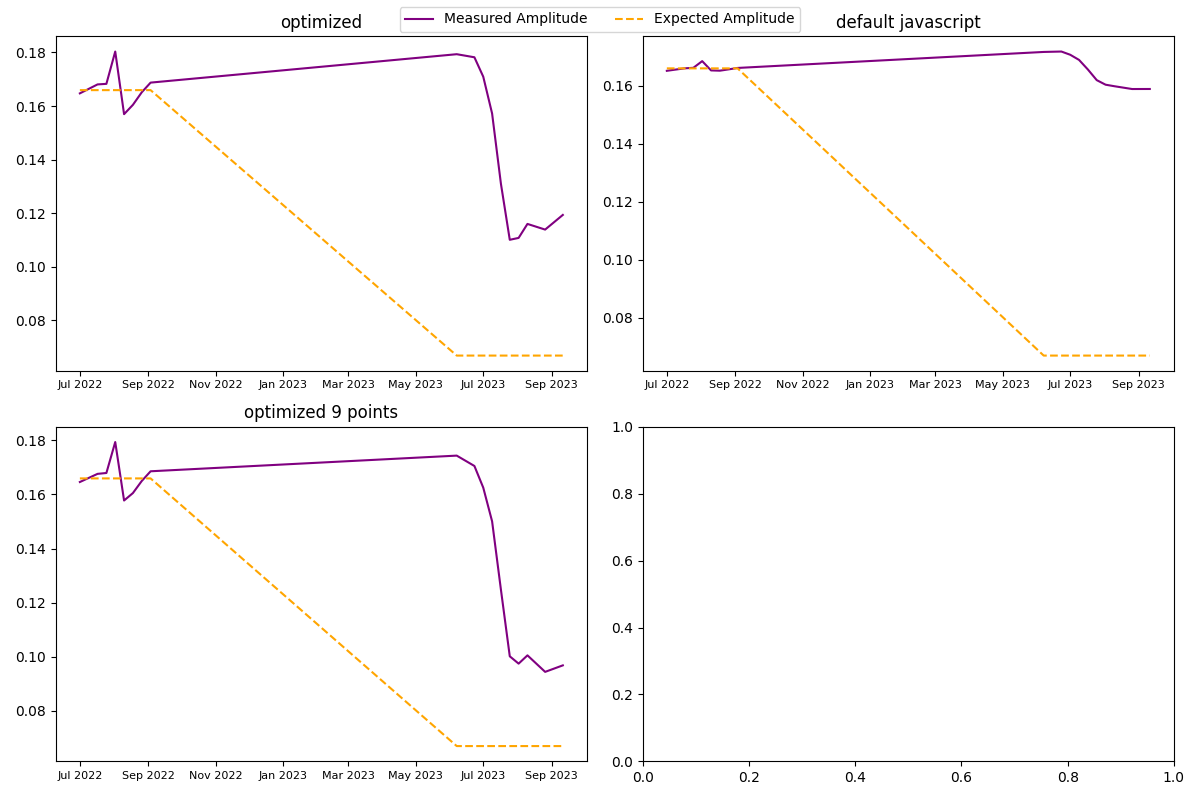 Measured Amplitude Expected Amplitude
optimized
0.18
0.16
0.14
0.12
0.10
0.08
Jul 2022 Sep 2022 Nov 2022 Jan 2023 Mar 2023 May 2023 Jul 2023 Sep 2023
default javascript
0.16
0.14
0.12
0.10
0.08
Jul 2022 Sep 2022 Nov 2022 Jan 2023 Mar 2023 May 2023 Jul 2023 Sep 2023
optimized 9 points
0.18
0.16
0.14
0.12
0.10
0.08
Jul 2022 Sep 2022 Nov 2022 Jan 2023 Mar 2023 May 2023 Jul 2023 Sep 2023
1.0
0.8
0.6
0.4
0.2
0.0
0.0 0.2 0.4 0.6 0.8 1.0